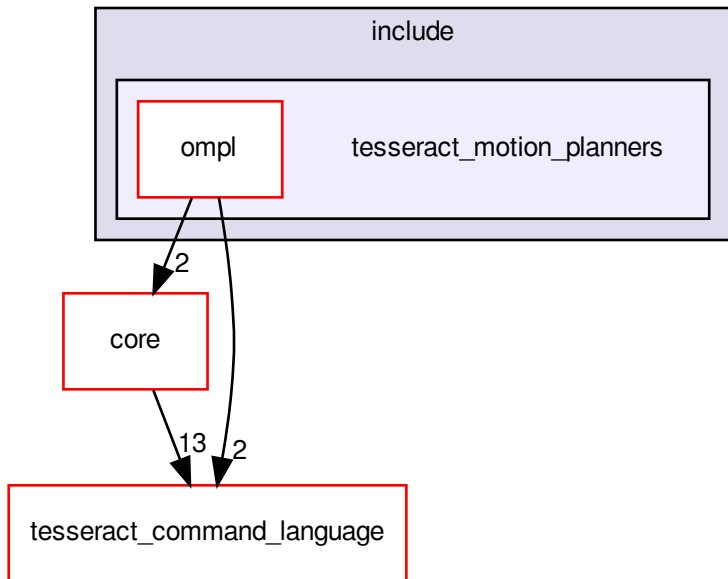 include
ompl
tesseract_motion_planners
2
core
13
2
tesseract_command_language